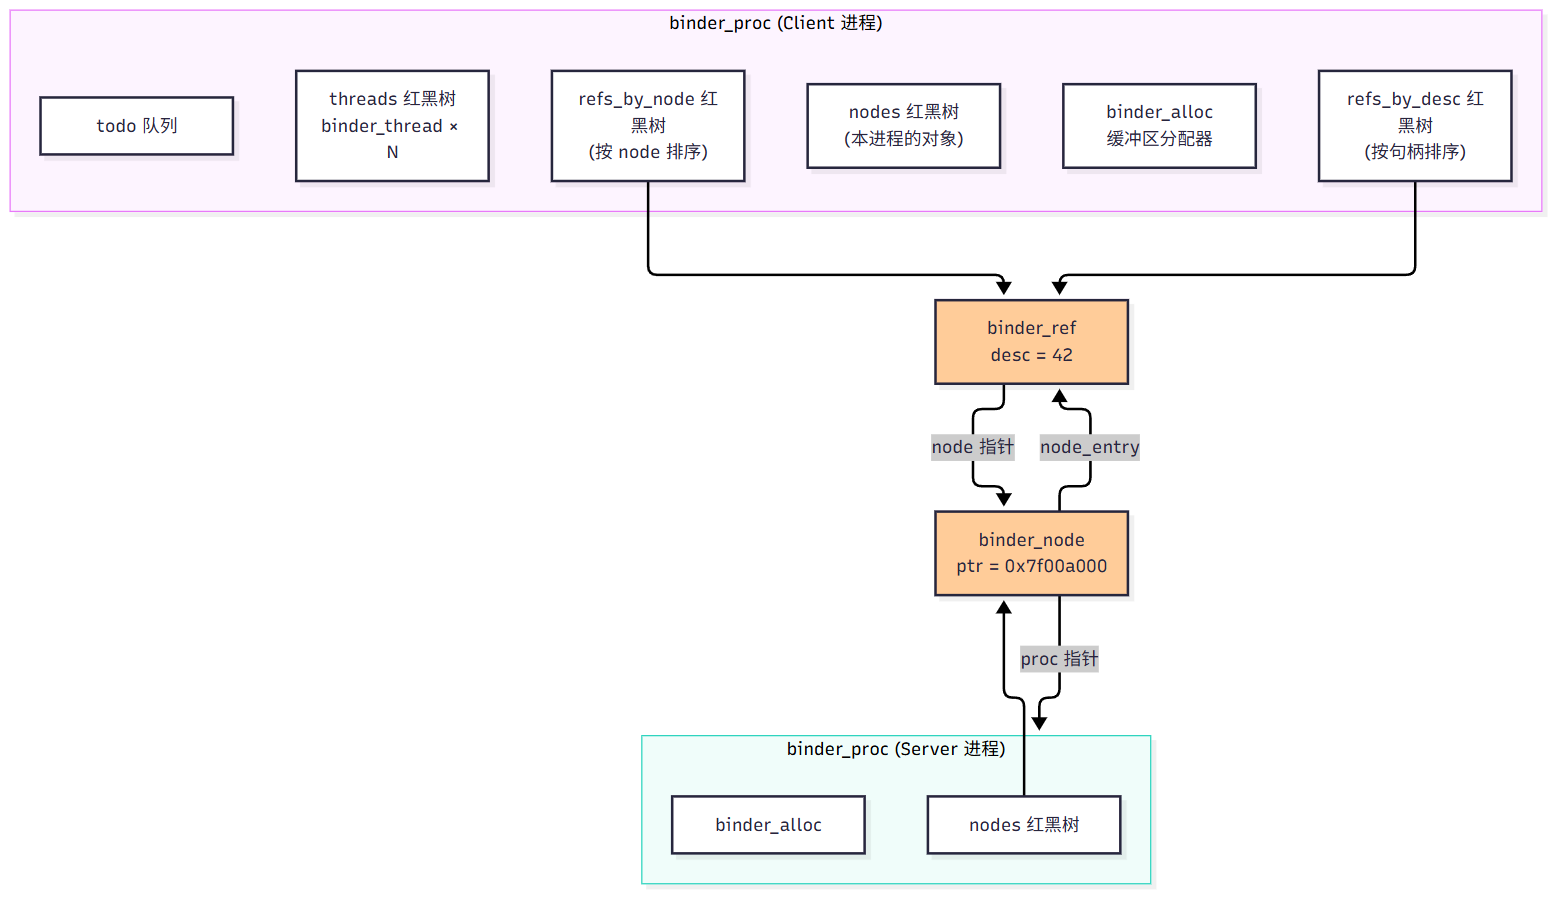 binder_proc (Client 进程)
todo 队列
threads 红黑树
binder_thread ×
N
refs_by_node 红
黑树
(按 node 排序)
nodes 红黑树
(本进程的对象)
binder_alloc
缓冲区分配器
refs_by_desc 红
黑树
(按句柄排序)
binder_ref
desc = 42
node 指针
node_entry
binder_node
ptr = 0x7f00a000
proc 指针
binder_proc (Server 进程)
binder_alloc
nodes 红黑树